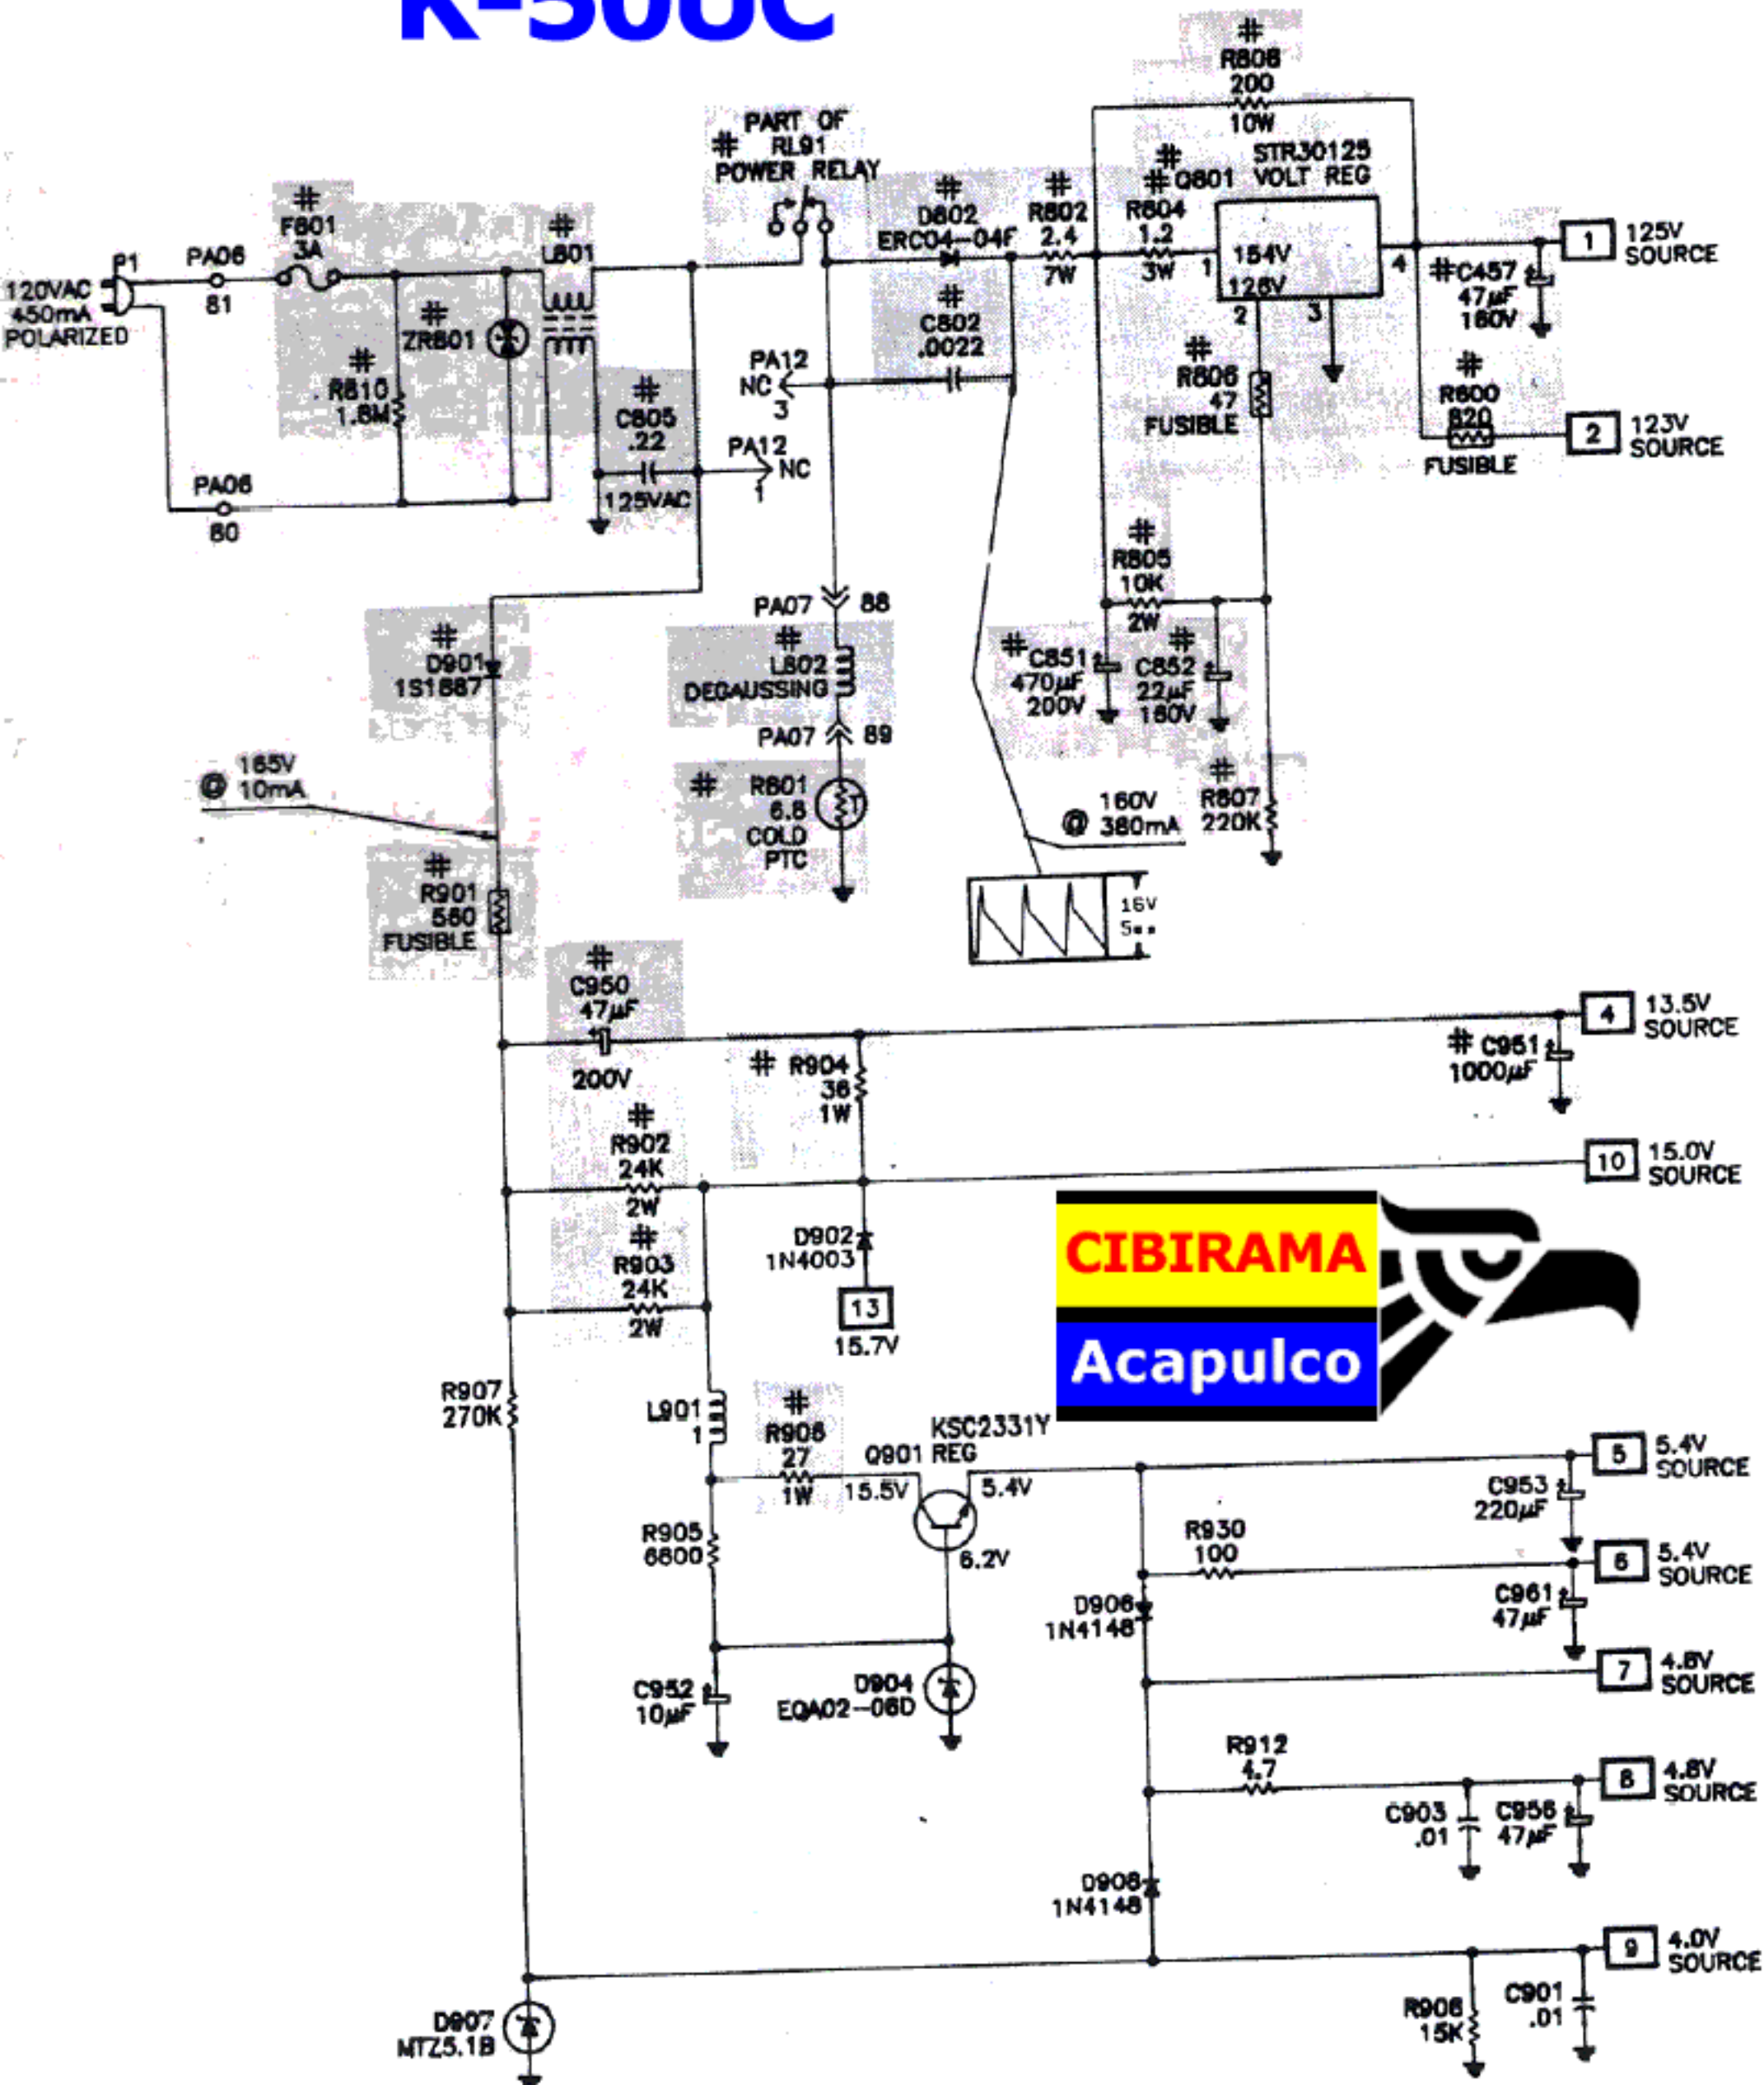 K-50UC
#
R808
200
10W
PART OF
# RL91
POWER RELAY
#
#Q801
STR30125
VOLT REG
#
F801
3A
#
L801
#
D802
ERC04-04F
#
R802
2.4
7W
R804
1.2
3W
1
154V
126V
4
2
3
1
125V
SOURCE
#C457
47µF
160V
P1
120VAC
450mA
POLARIZED
PA06
81
#
ZR801
#
R810
1.8M
#
C802
.0022
PA12
NC
3
#
C805
.22
125VAC
PA12
NC
1
#
R806
47
FUSIBLE
#
R800
820
FUSIBLE
2
123V
SOURCE
PA06
80
#
R805
10K
2W
PA07
88
#
L802
DEGAUSSING
PA07
89
#
D901
1S1887
#
C851
470µF
200V
#
C852
22µF
160V
@ 165V
10mA
# R801
6.8
COLD
PTC
@ 160V
380mA
#
R807
220K
#
R901
560
FUSIBLE
16V
#
C950
47µF
200V
# R904
36
1W
4
13.5V
SOURCE
# C951
1000µF
#
R902
24K
2W
10
15.0V
SOURCE
#
R903
24K
2W
D902
1N4003
13
15.7V
CIBIRAMA
Acapulco
R907
270K
L901
1
#
R906
27
1W
Q901
KSC2331Y
REG
15.5V
5.4V
6.2V
5
5.4V
SOURCE
C953
220µF
R905
6800
R930
100
6
5.4V
SOURCE
C961
47µF
D906
1N4148
7
4.8V
SOURCE
C952
10µF
D904
EQA02--06D
R912
4.7
8
4.8V
SOURCE
C903
.01
C956
47µF
D908
1N4148
9
4.0V
SOURCE
D907
MTZ5.1B
R908
15K
C901
.01